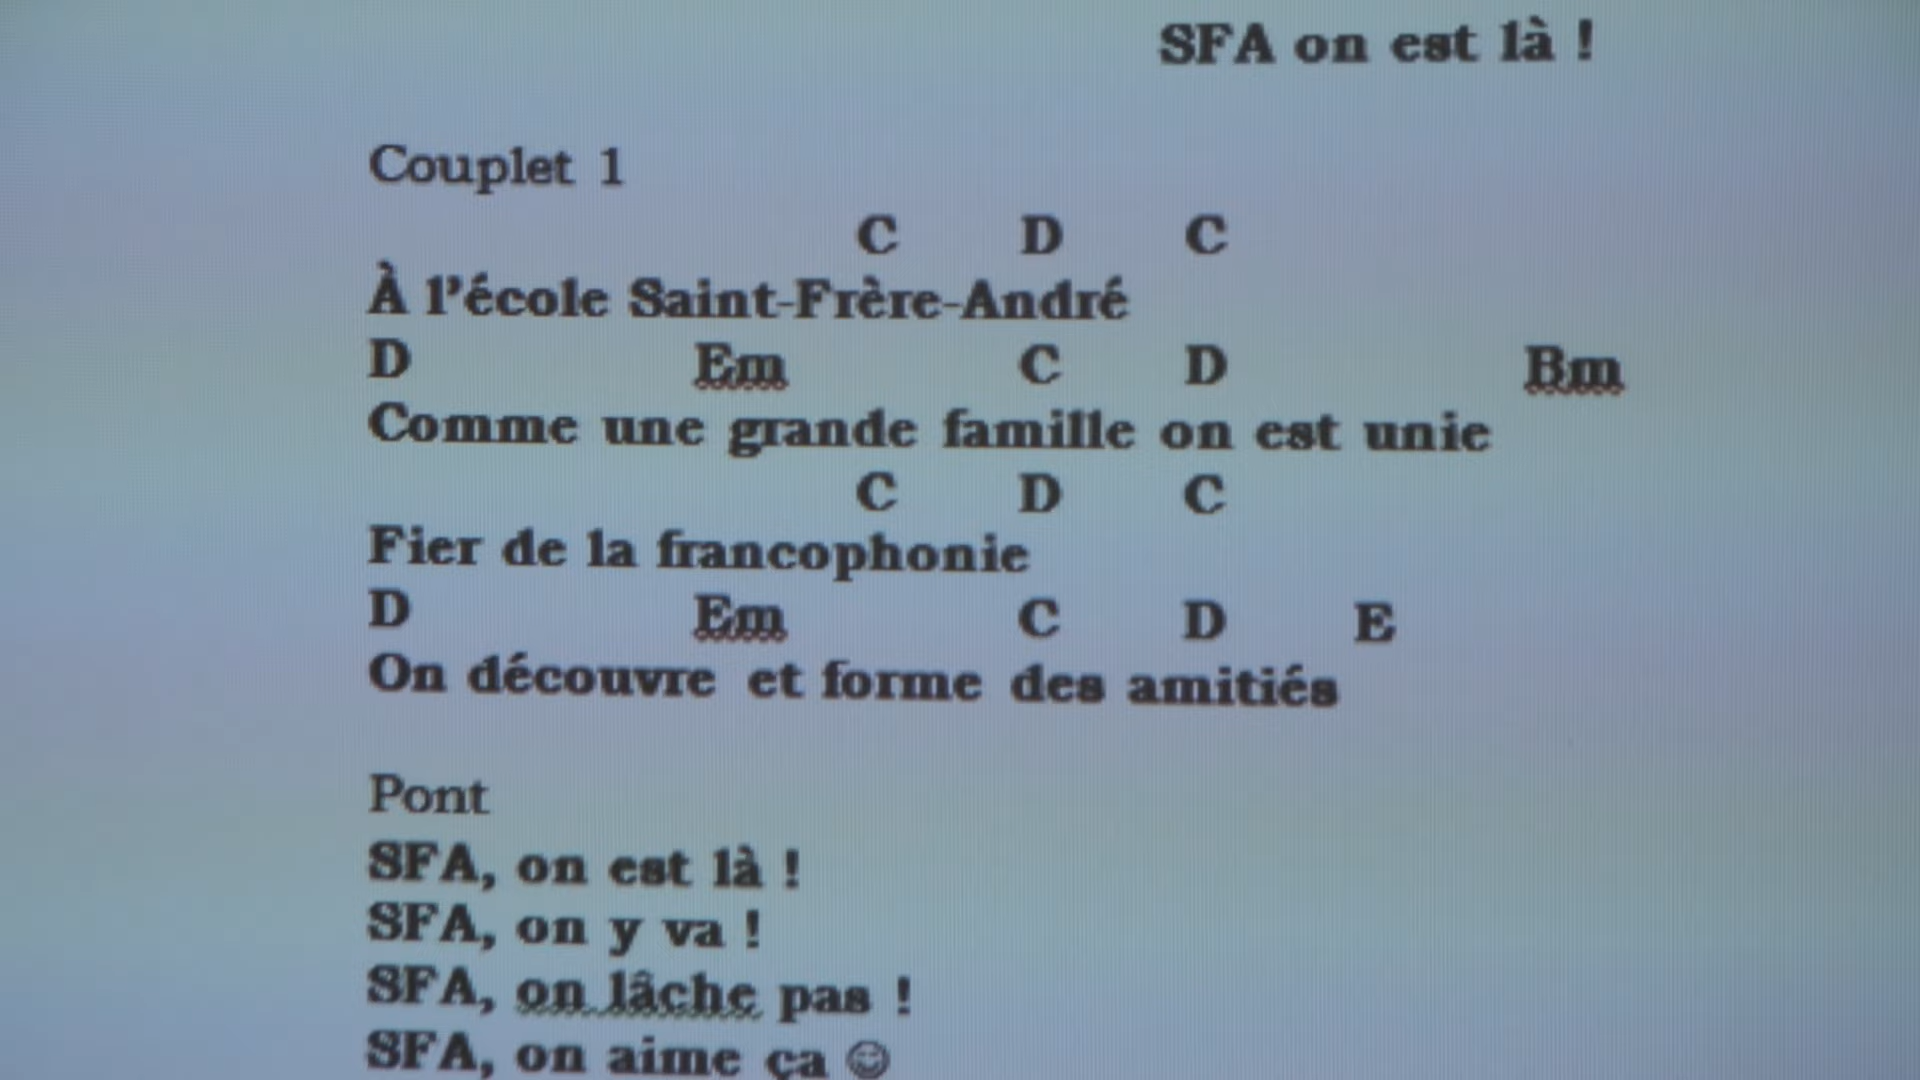 SFA on est là !
Couplet 1
C D C
À l'école Saint-Frère-André
D Em C D Bm
Comme une grande famille on est unie
C D C
Fier de la francophonie
D Em C D E
On découvre et forme des amitiés
Pont
SFA, on est là !
SFA, on y va !
SFA, on lâche pas !
SFA, on aime ça ☺